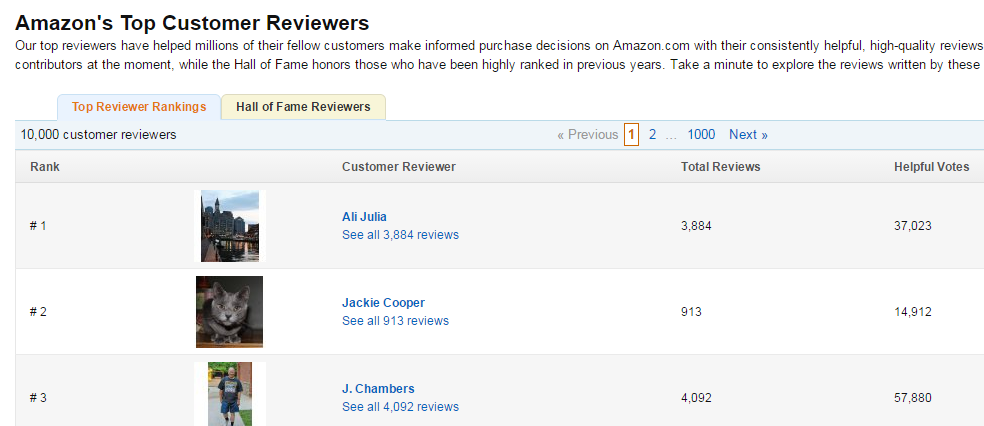 Amazon's Top Customer Reviewers
Our top reviewers have helped millions of their fellow customers make informed purchase decisions on Amazon.com with their consistently helpful, high-quality reviews
contributors at the moment, while the Hall of Fame honors those who have been highly ranked in previous years. Take a minute to explore the reviews written by these
Top Reviewer Rankings Hall of Fame Reviewers
10,000 customer reviewers « Previous 1 2 ... 1000 Next »
Rank Customer Reviewer Total Reviews Helpful Votes
# 1 Ali Julia 3,884 37,023
See all 3,884 reviews
# 2 Jackie Cooper 913 14,912
See all 913 reviews
# 3 J. Chambers 4,092 57,880
See all 4,092 reviews